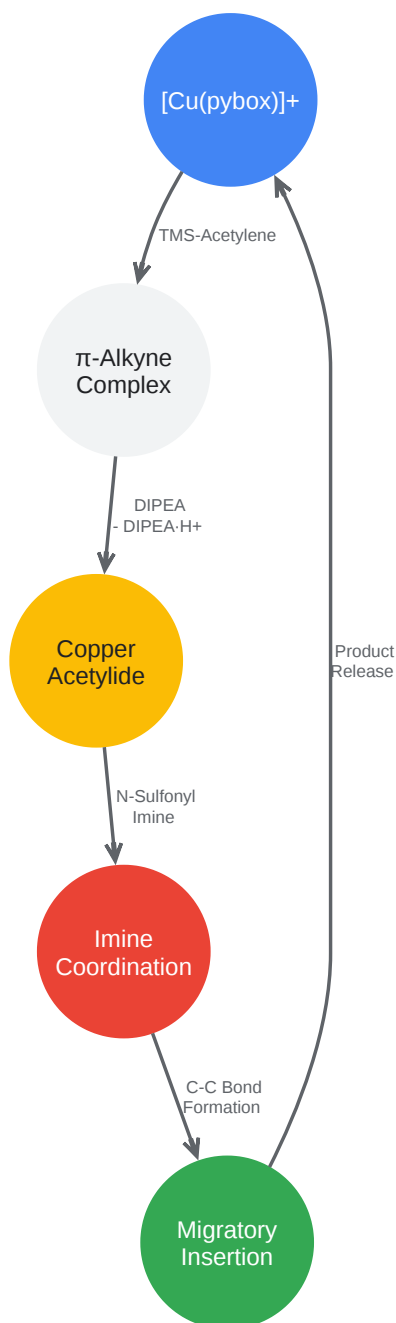 [Cu(pybox)]+
TMS-Acetylene
π-Alkyne
Complex
DIPEA
- DIPEA·H+
Copper
Acetylide
N-Sulfonyl
Imine
Product
Release
Imine
Coordination
C-C Bond
Formation
Migratory
Insertion